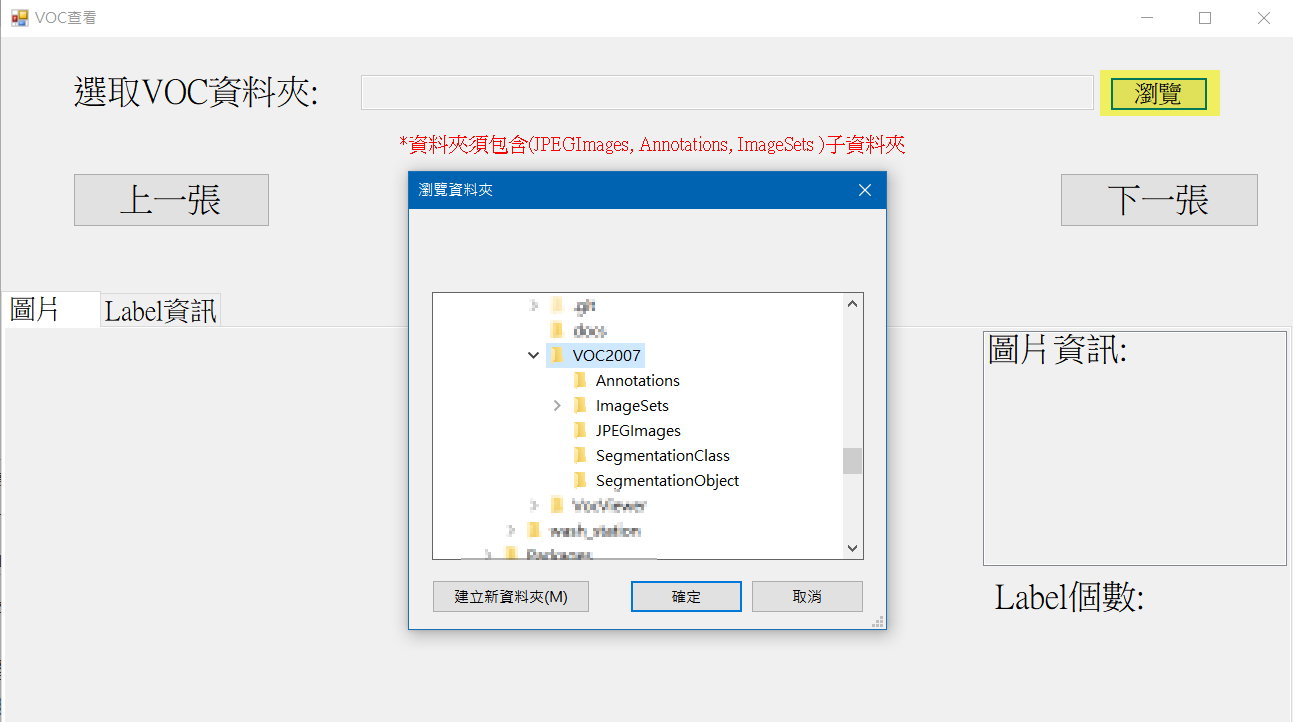 VOC查看
選取VOC資料夾:
瀏覽
*資料夾須包含(JPEGImages, Annotations, ImageSets )子資料夾
上一張
下一張
瀏覽資料夾
.git
docs
VOC2007
Annotations
ImageSets
JPEGImages
SegmentationClass
SegmentationObject
VocViewer
wash_station
Packages
建立新資料夾(M)
確定
取消
圖片
Label資訊
圖片資訊:
Label個數: